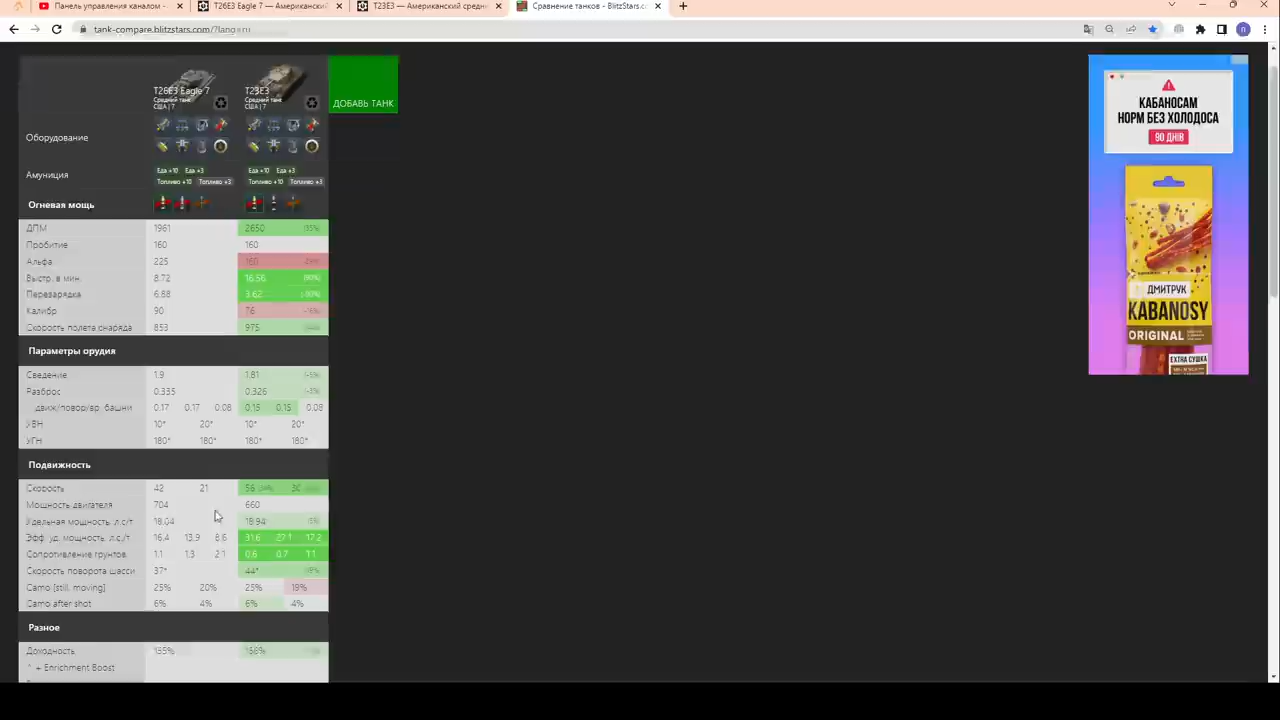 Панель управления каналом -
T26E3 Eagle 7 — Американский
T23E3 — Американский средн
Сравнение танков - BlitzStars.co
tank-compare.blitzstars.com/?lang=ru
T26E3 Eagle 7
Средний танк
США | 7
T23E3
Средний танк
США | 7
ДОБАВЬ ТАНК
Оборудование
Амуниция
Еда +10 Еда +3 Еда +10 Еда +3
Топливо +10 Топливо +3 Топливо +10 Топливо +3
Огневая мощь
ДПМ 1961 2650
Пробитие 160 160
Альфа 225 160
Выстр. в мин. 8.72 16.56 (90%)
Перезарядка 6.88 3.62 (-90%)
Калибр 90 76
Скорость полета снаряда 853 975
Параметры орудия
Сведение 1.9 1.81
Разброс 0.335 0.326
движ/повор/вр. башни 0.17 0.17 0.08 0.15 0.15 0.08
УВН 10° 20° 10° 20°
УГН 180° 180° 180° 180°
Подвижность
Скорость 42 21 56 30
Мощность двигателя 704 660
Удельная мощность. л.с/т 18.04 18.94
Эфф. уд. мощность. л.с./т 16.4 13.9 8.6 31.6 27.1 17.2
Сопротивление грунтов. 1.1 1.3 2.1 0.6 0.7 1.1
Скорость поворота шасси 37° 44°
Camo [still, moving] 25% 20% 25% 19%
Camo after shot 6% 4% 6% 4%
Разное
Доходность 135%
^ + Enrichment Boost
КАБАНОСАМ
НОРМ БЕЗ ХОЛОДОСА
90 ДНІВ
ДМИТРУК
KABANOSY
ORIGINAL
EXTRA СУШКА